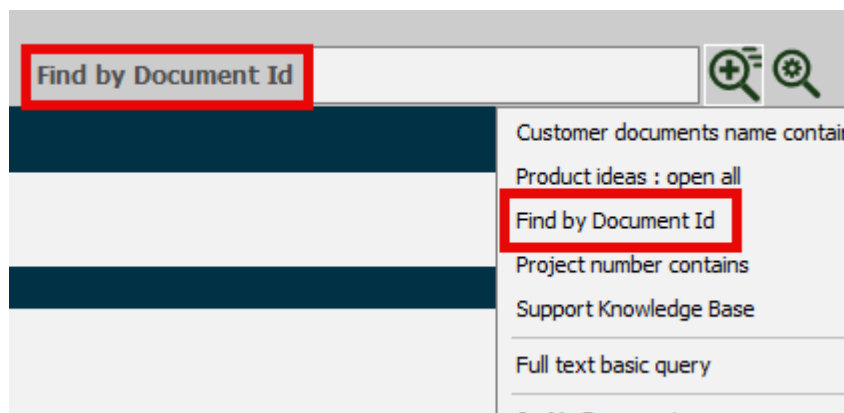 Find by Document Id
Customer documents name contai
Product ideas : open all
Find by Document Id
Project number contains
Support Knowledge Base
Full text basic query